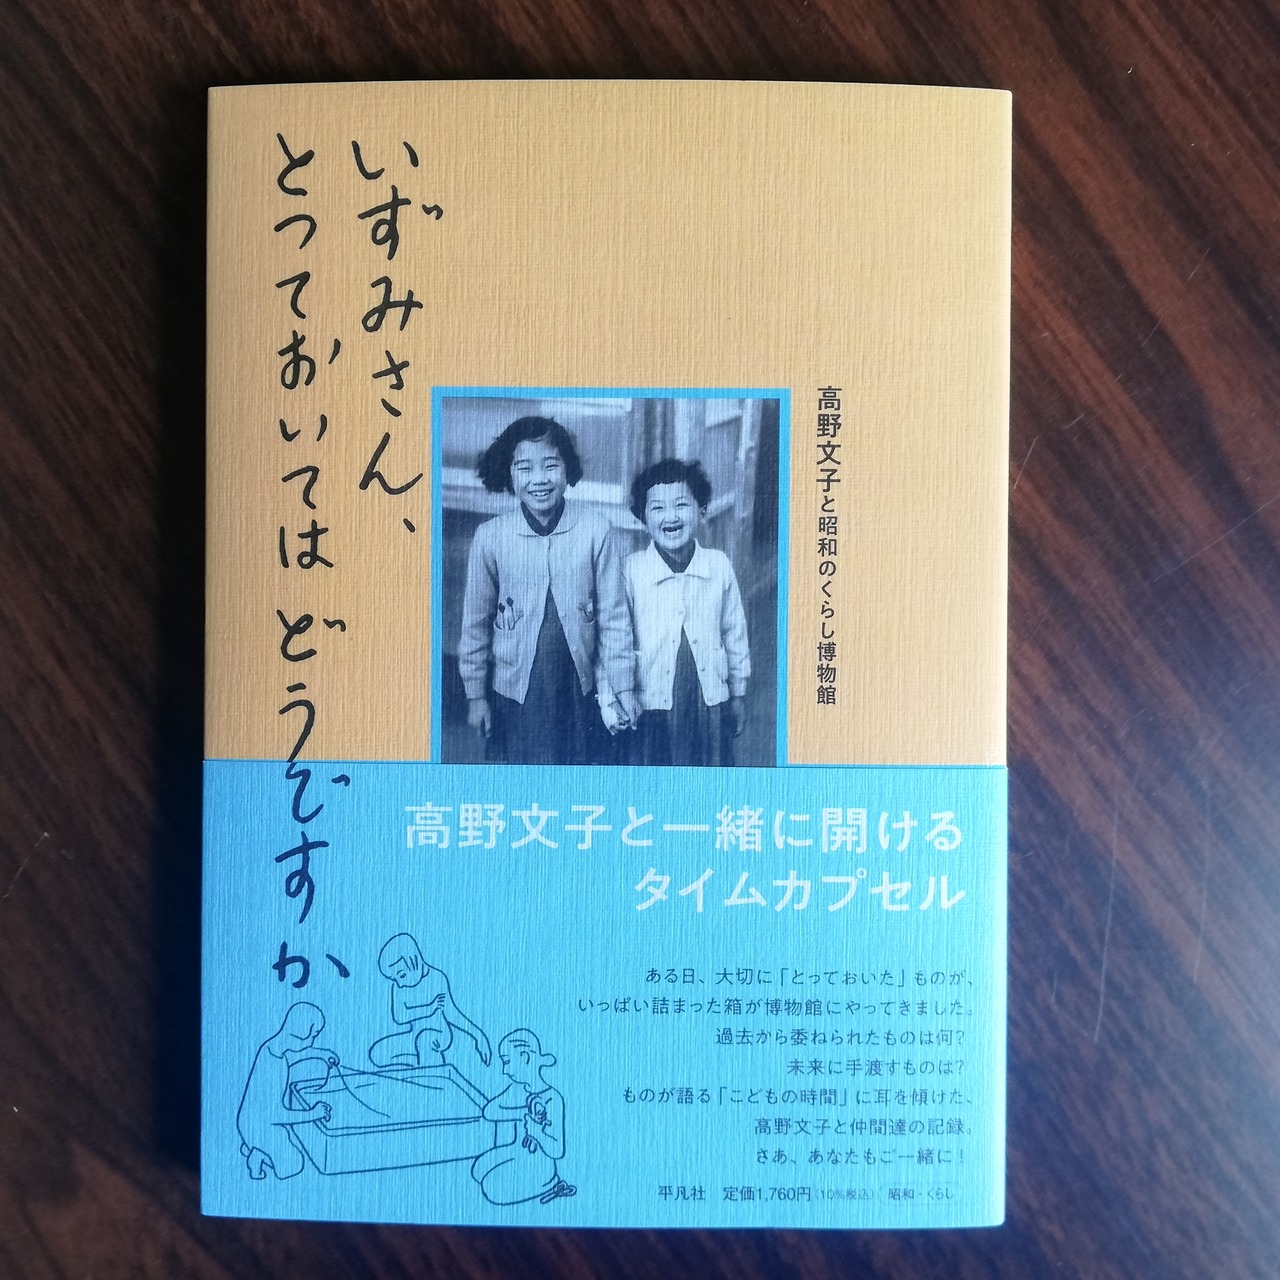 いずみさん、
とっておいてはどうですか
高野文子と昭和のくらし博物館
高野文子と一緒に開ける
タイムカプセル
ある日、大切に「とっておいた」ものが、
いっぱい詰まった箱が博物館にやってきました。
過去から委ねられたものは何?
未来に手渡すものは?
ものが語る「こどもの時間」に耳を傾けた、
高野文子と仲間達の記録。
さあ、あなたもご一緒に!
平凡社 定価1,760円(10%税込) 昭和・くらし